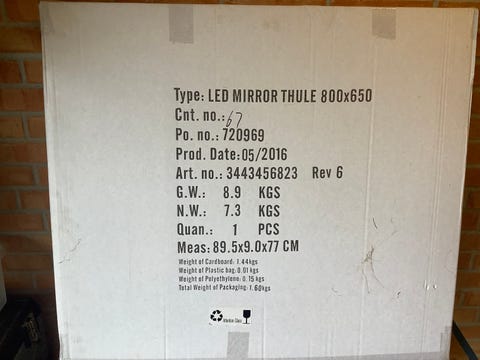 Type: LED MIRROR THULE 800x650
Cnt. no.: 67
Po. no.: 720969
Prod. Date: 05/2016
Art. no.: 3443456823 Rev 6
G.W.: 8.9 KGS
N.W.: 7.3 KGS
Quan.: 1 PCS
Meas: 89.5x9.0x77 CM
Weight of Cardboard: 1.44kgs
Weight of Plastic bag: 0.01 kgs
Weight of Polyethylene: 0.15 kgs
Total Weight of Packaging: 1.60kgs